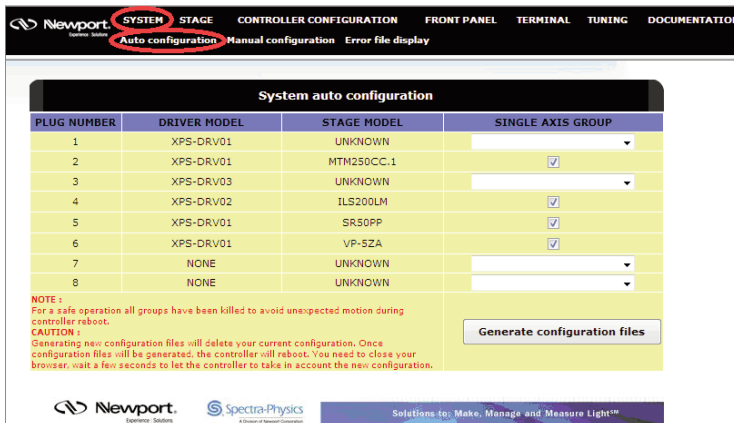 Newport. SYSTEM STAGE CONTROLLER CONFIGURATION FRONT PANEL TERMINAL TUNING DOCUMENTATIO
Experience | Solutions Auto configuration Manual configuration Error file display
System auto configuration
PLUG NUMBER DRIVER MODEL STAGE MODEL SINGLE AXIS GROUP
1 XPS-DRV01 UNKNOWN
2 XPS-DRV01 MTM250CC.1
3 XPS-DRV03 UNKNOWN
4 XPS-DRV02 ILS200LM
5 XPS-DRV01 SR50PP
6 XPS-DRV01 VP-5ZA
7 NONE UNKNOWN
8 NONE UNKNOWN
NOTE :
For a safe operation all groups have been killed to avoid unexpected motion during
controller reboot.
CAUTION :
Generating new configuration files will delete your current configuration. Once
configuration files will be generated, the controller will reboot. You need to close your
browser, wait a few seconds to let the controller to take in account the new configuration.
Generate configuration files
Newport. Spectra-Physics Solutions to: Make, Manage and Measure Light℠
Experience | Solutions A Division of Newport Corporation